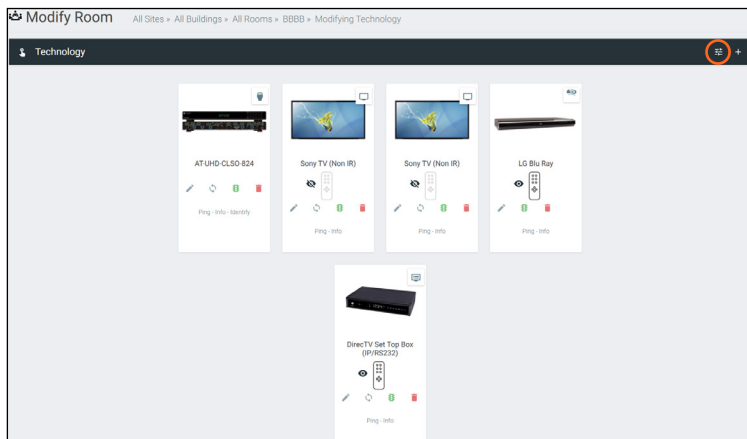 Modify Room
All Sites » All Buildings » All Rooms » BBBB » Modifying Technology
Technology
AT-UHD-CLSO-824
Sony TV (Non IR)
Sony TV (Non IR)
LG Blu Ray
Ping - Info - Identify
Ping - Info
Ping - Info
Ping - Info
DirecTV Set Top Box
(IP/RS232)
Ping - Info